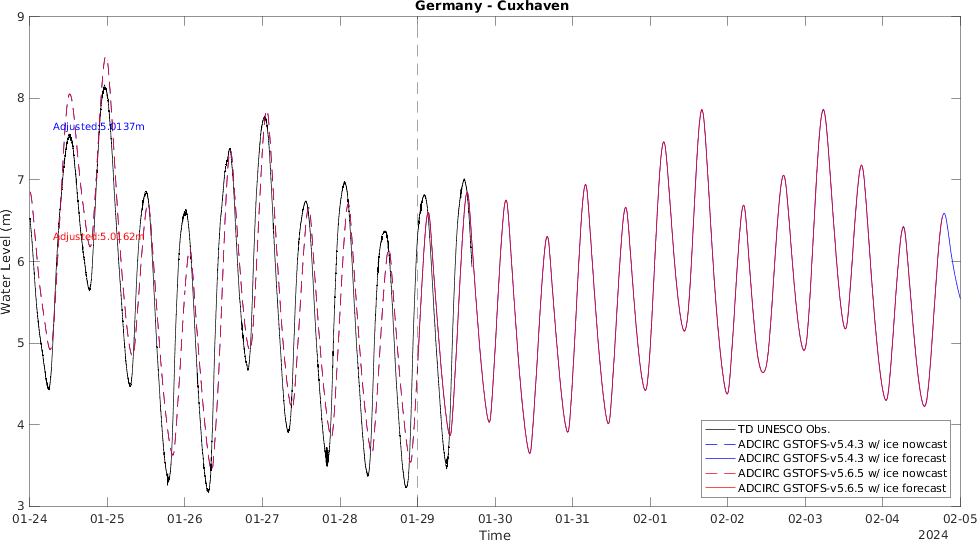 Germany - Cuxhaven
9
8
7
6
5
4
3
Water Level (m)
Adjusted:5.0137m
Adjusted:5.0162m
TD UNESCO Obs.
ADCIRC GSTOFS-v5.4.3 w/ ice nowcast
ADCIRC GSTOFS-v5.4.3 w/ ice forecast
ADCIRC GSTOFS-v5.6.5 w/ ice nowcast
ADCIRC GSTOFS-v5.6.5 w/ ice forecast
01-24 01-25 01-26 01-27 01-28 01-29 01-30 01-31 02-01 02-02 02-03 02-04 02-05
Time
2024